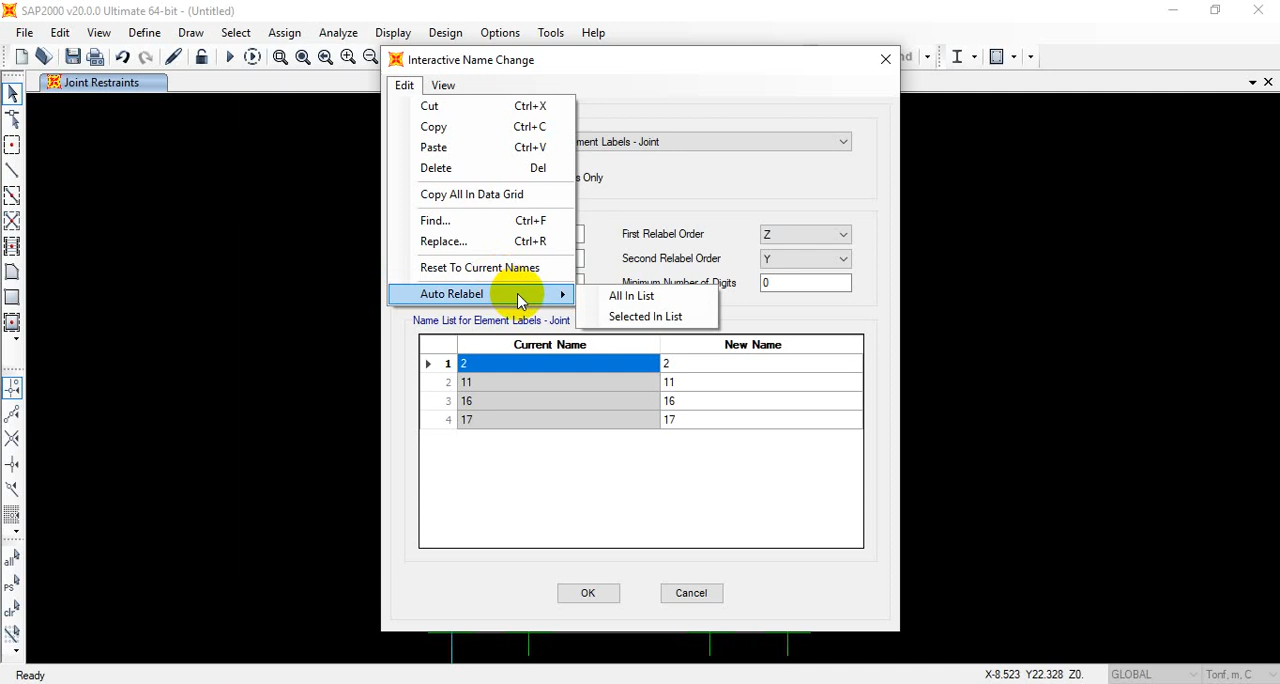 SAP2000 v20.0.0 Ultimate 64-bit - (Untitled)
File Edit View Define Draw Select Assign Analyze Display Design Options Tools Help
Interactive Name Change
nd
Joint Restraints
Edit View
Cut Ctrl+X
Copy Ctrl+C
Paste Ctrl+V
Delete Del
Copy All In Data Grid
Find... Ctrl+F
Replace... Ctrl+R
Reset To Current Names
Auto Relabel
All In List
Selected In List
ment Labels - Joint
s Only
First Relabel Order Z
Second Relabel Order Y
Minimum Number of Digits 0
Name List for Element Labels - Joint
Current Name New Name
1 2 2
2 11 11
3 16 16
4 17 17
OK Cancel
all
PS
clr
Ready
X-8.523 Y22.328 Z0.
GLOBAL
Tonf, m, C